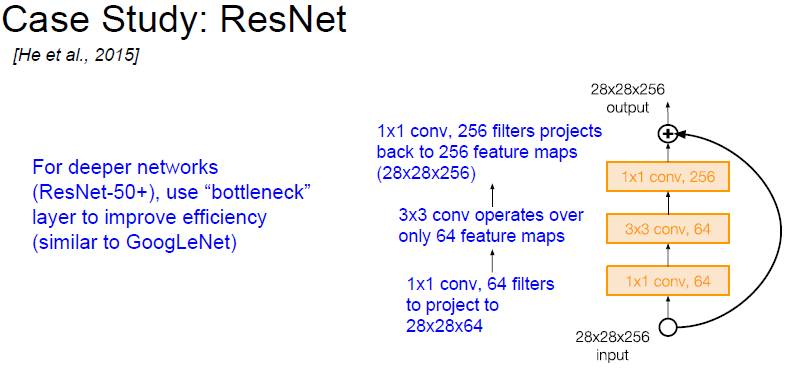 Case Study: ResNet
[He et al., 2015]
For deeper networks
(ResNet-50+), use “bottleneck”
layer to improve efficiency
(similar to GoogLeNet)
1x1 conv, 256 filters projects
back to 256 feature maps
(28x28x256)
3x3 conv operates over
only 64 feature maps
1x1 conv, 64 filters
to project to
28x28x64
28x28x256
output
+
1x1 conv, 256
3x3 conv, 64
1x1 conv, 64
28x28x256
input